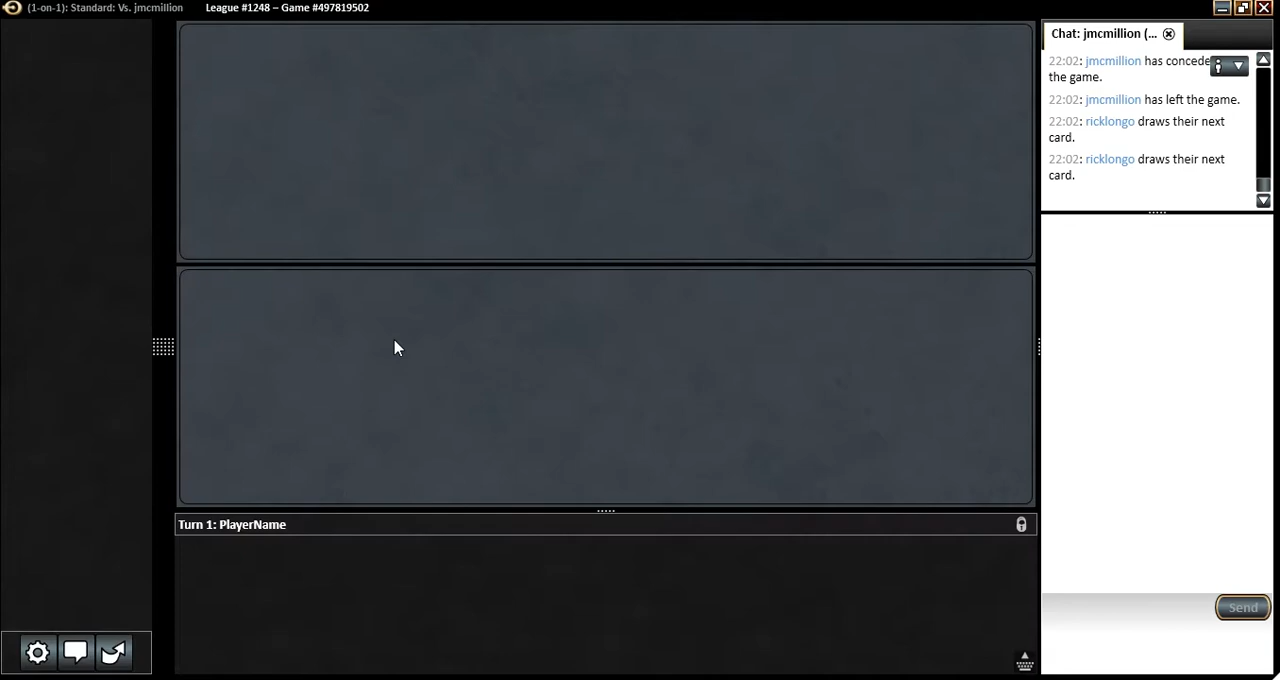 (1-on-1): Standard: Vs. jmcmillion League #1248 – Game #497819502
Chat: jmcmillion (...
22:02: jmcmillion has concede
the game.
22:02: jmcmillion has left the game.
22:02: ricklongo draws their next
card.
22:02: ricklongo draws their next
card.
Turn 1: PlayerName
Send